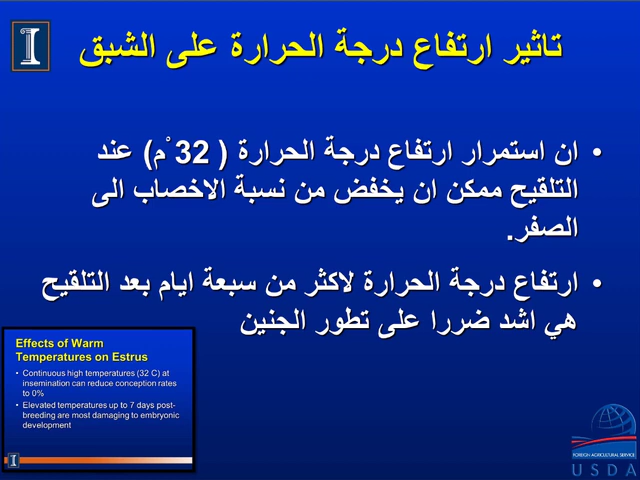 تاثير ارتفاع درجة الحرارة على الشبق
• ان استمرار ارتفاع درجة الحرارة ( 32 ْم) عند
التلقيح ممكن ان يخفض من نسبة الاخصاب الى
الصفر.
• ارتفاع درجة الحرارة لاكثر من سبعة ايام بعد التلقيح
هي اشد ضررا على تطور الجنين
Effects of Warm
Temperatures on Estrus
• Continuous high temperatures (32 C) at
insemination can reduce conception rates
to 0%
• Elevated temperatures up to 7 days post-
breeding are most damaging to embryonic
development
FOREIGN AGRICULTURAL SERVICE
USDA